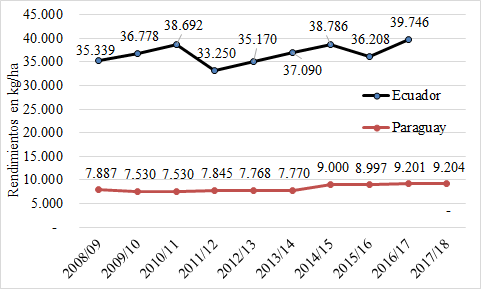 45.000
40.000
35.000
30.000
25.000
20.000
15.000
10.000
5.000
-
Rendimientos en kg/ha
35.339 36.778 38.692 33.250 35.170 37.090 38.786 36.208 39.746
Ecuador
Paraguay
7.887 7.530 7.530 7.845 7.768 7.770 9.000 8.997 9.201 9.204
-
2008/09 2009/10 2010/11 2011/12 2012/13 2013/14 2014/15 2015/16 2016/17 2017/18